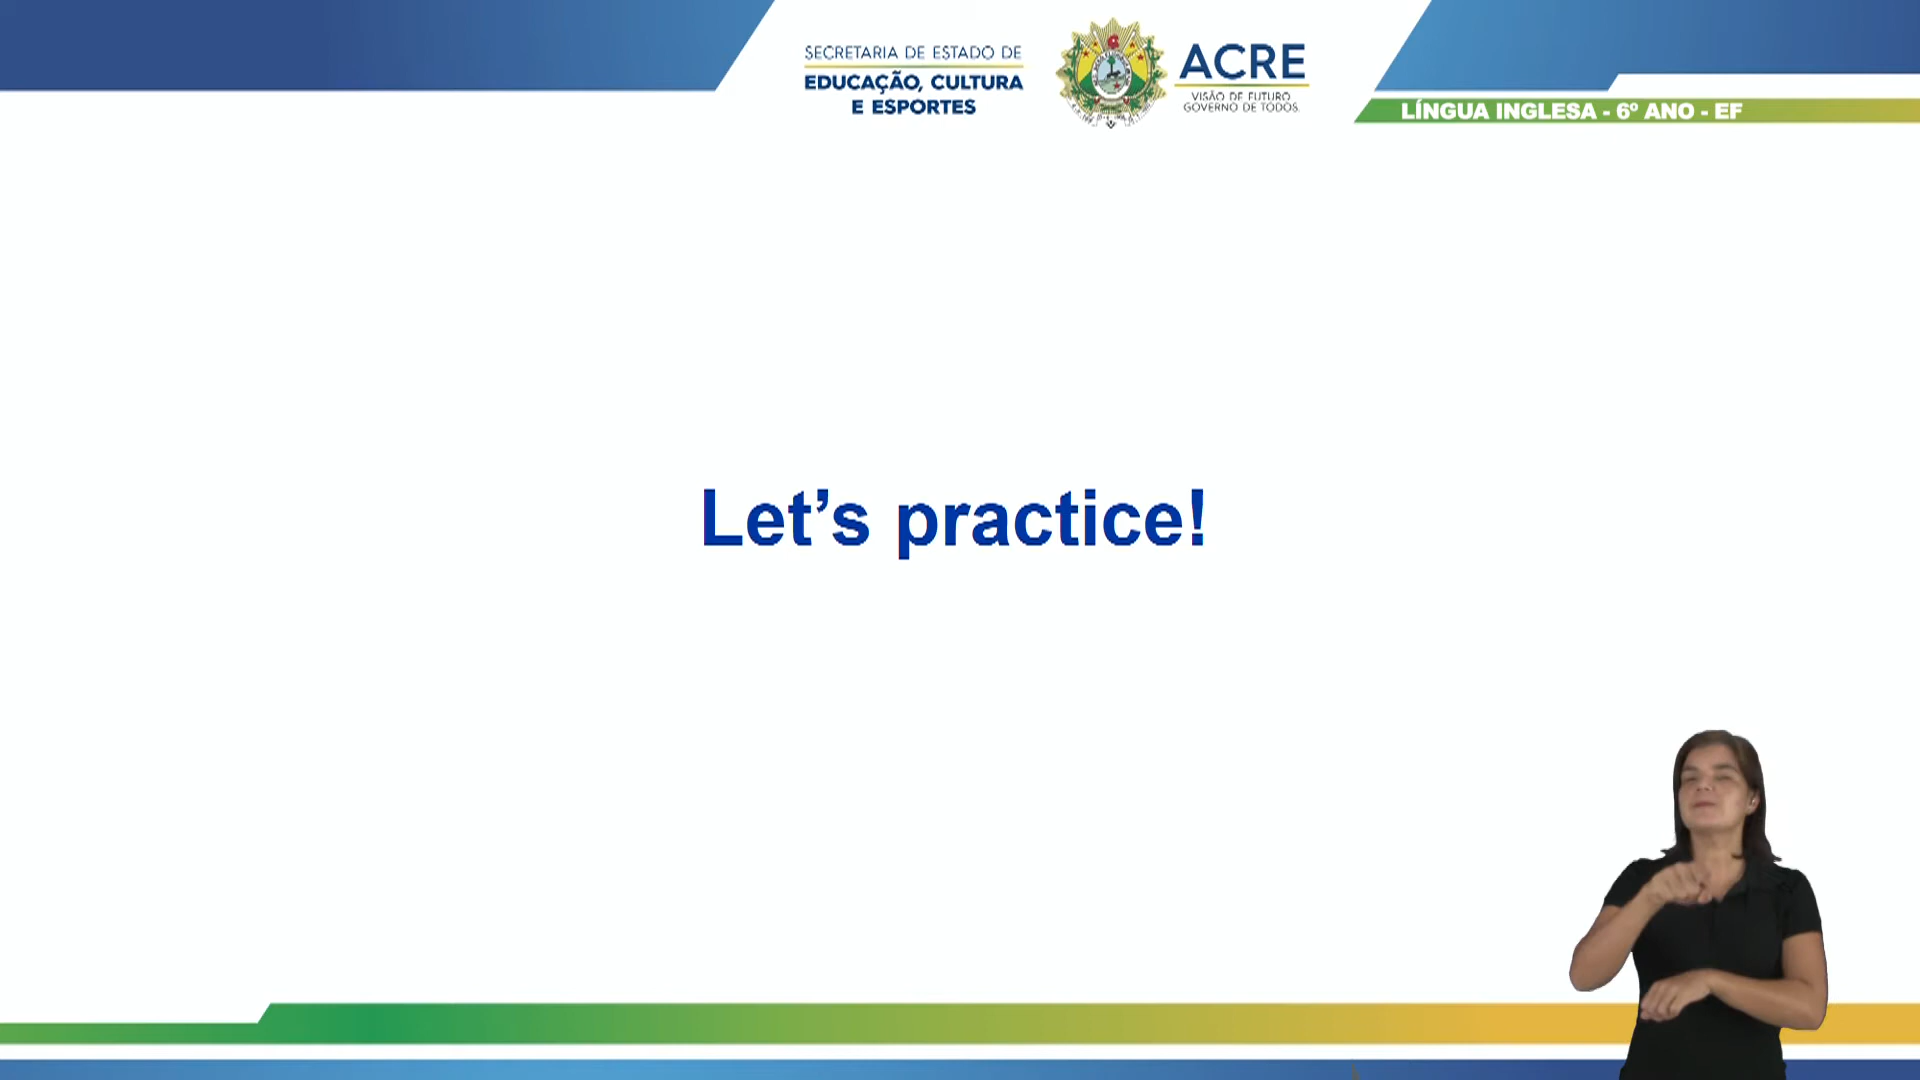 SECRETARIA DE ESTADO DE
EDUCAÇÃO, CULTURA
E ESPORTES
ACRE
VISÃO DE FUTURO
GOVERNO DE TODOS.
LÍNGUA INGLESA - 6º ANO - EF
Let’s practice!